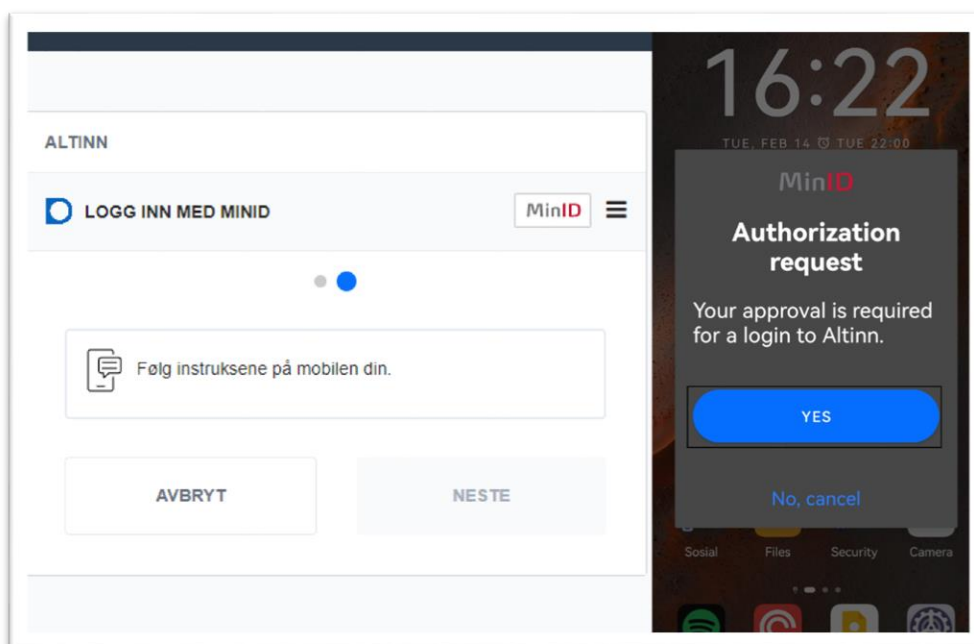 ALTINN
LOGG INN MED MINID
MinID
Følg instruksene på mobilen din.
AVBRYT
NESTE
16:22
TUE, FEB 14 TUE 22:00
MinID
Authorization
request
Your approval is required
for a login to Altinn.
YES
No, cancel
Sosial
Files
Security
Camera